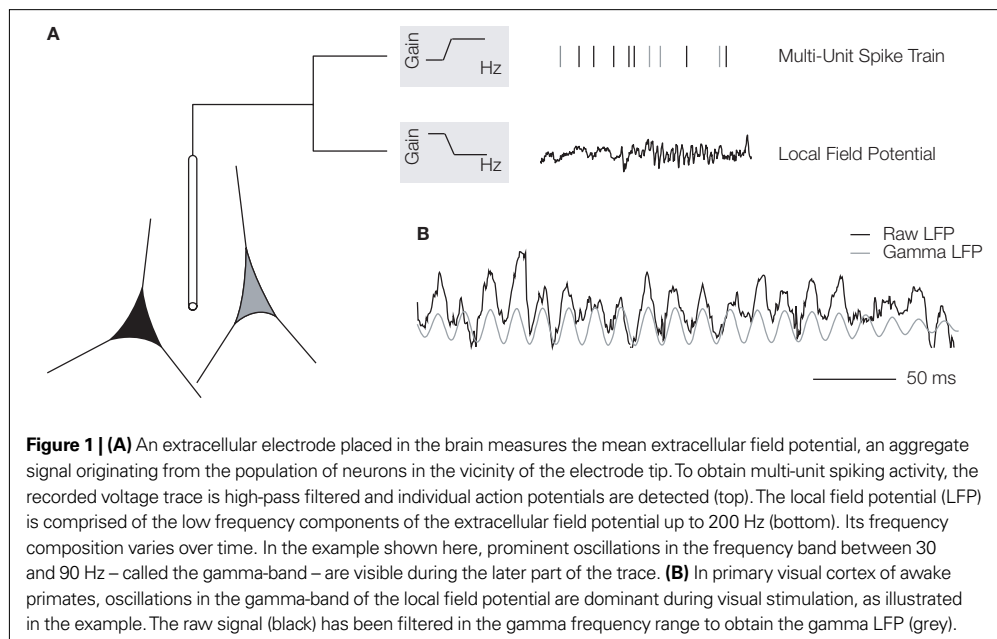 A
Gain
Hz
Multi-Unit Spike Train
Gain
Hz
Local Field Potential
B
Raw LFP
Gamma LFP
50 ms
Figure 1 | (A) An extracellular electrode placed in the brain measures the mean extracellular field potential, an aggregate
signal originating from the population of neurons in the vicinity of the electrode tip. To obtain multi-unit spiking activity, the
recorded voltage trace is high-pass filtered and individual action potentials are detected (top). The local field potential (LFP)
is comprised of the low frequency components of the extracellular field potential up to 200 Hz (bottom). Its frequency
composition varies over time. In the example shown here, prominent oscillations in the frequency band between 30
and 90 Hz – called the gamma-band – are visible during the later part of the trace. (B) In primary visual cortex of awake
primates, oscillations in the gamma-band of the local field potential are dominant during visual stimulation, as illustrated
in the example. The raw signal (black) has been filtered in the gamma frequency range to obtain the gamma LFP (grey).